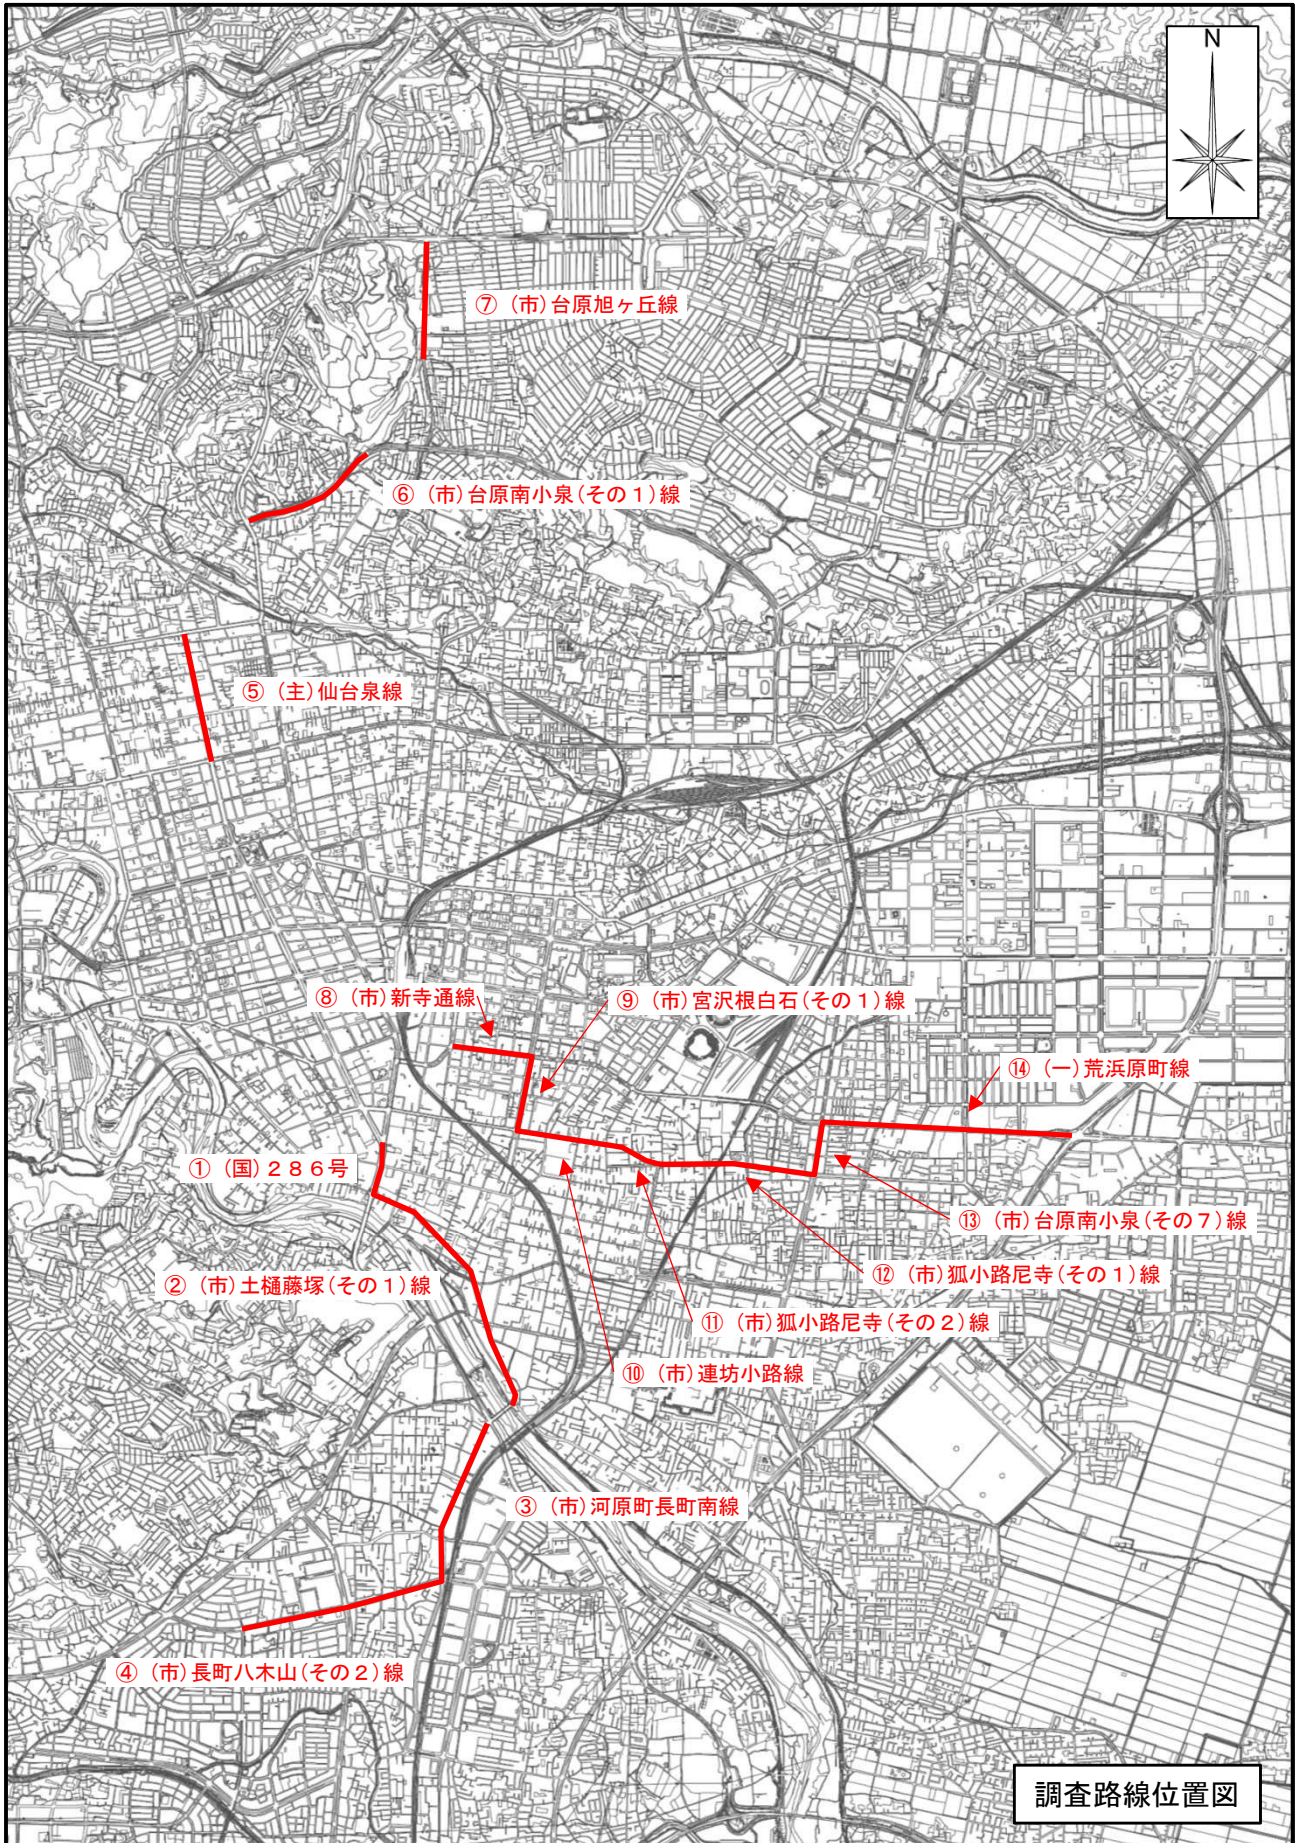 N
⑦ (市)台原旭ヶ丘線
⑥ (市)台原南小泉(その１)線
⑤ (主)仙台泉線
⑧ (市)新寺通線
⑨ (市)宮沢根白石(その１)線
⑭ (一)荒浜原町線
① (国)２８６号
⑬ (市)台原南小泉(その７)線
② (市)土樋藤塚(その１)線
⑫ (市)狐小路尼寺(その１)線
⑪ (市)狐小路尼寺(その２)線
⑩ (市)連坊小路線
③ (市)河原町長町南線
④ (市)長町八木山(その２)線
調査路線位置図